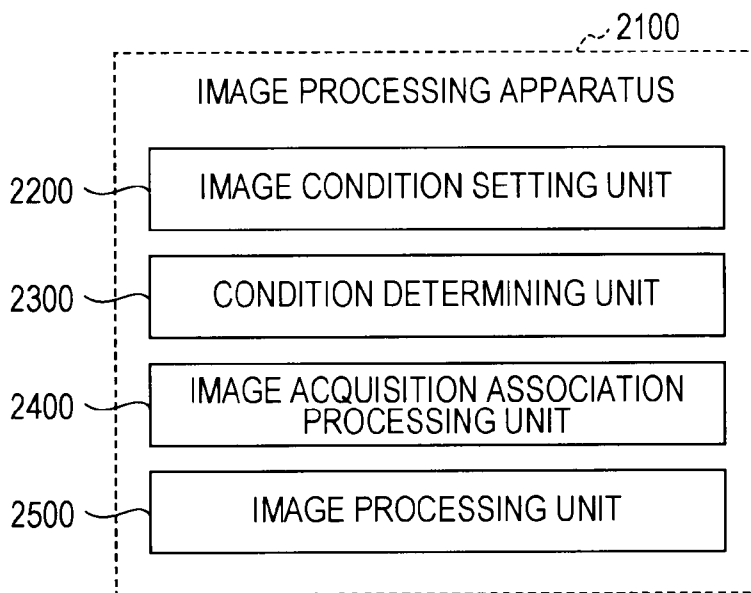 2100
IMAGE PROCESSING APPARATUS
2200
IMAGE CONDITION SETTING UNIT
2300
CONDITION DETERMINING UNIT
2400
IMAGE ACQUISITION ASSOCIATION
PROCESSING UNIT
2500
IMAGE PROCESSING UNIT